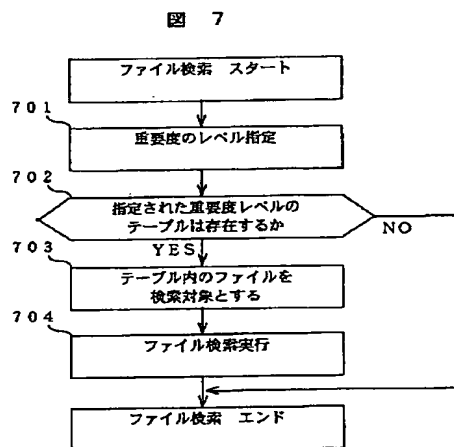 図 7
ファイル検索 スタート
701
重要度のレベル指定
702
指定された重要度レベルの
テーブルは存在するか
NO
YES
703
テーブル内のファイルを
検索対象とする
704
ファイル検索実行
ファイル検索 エンド